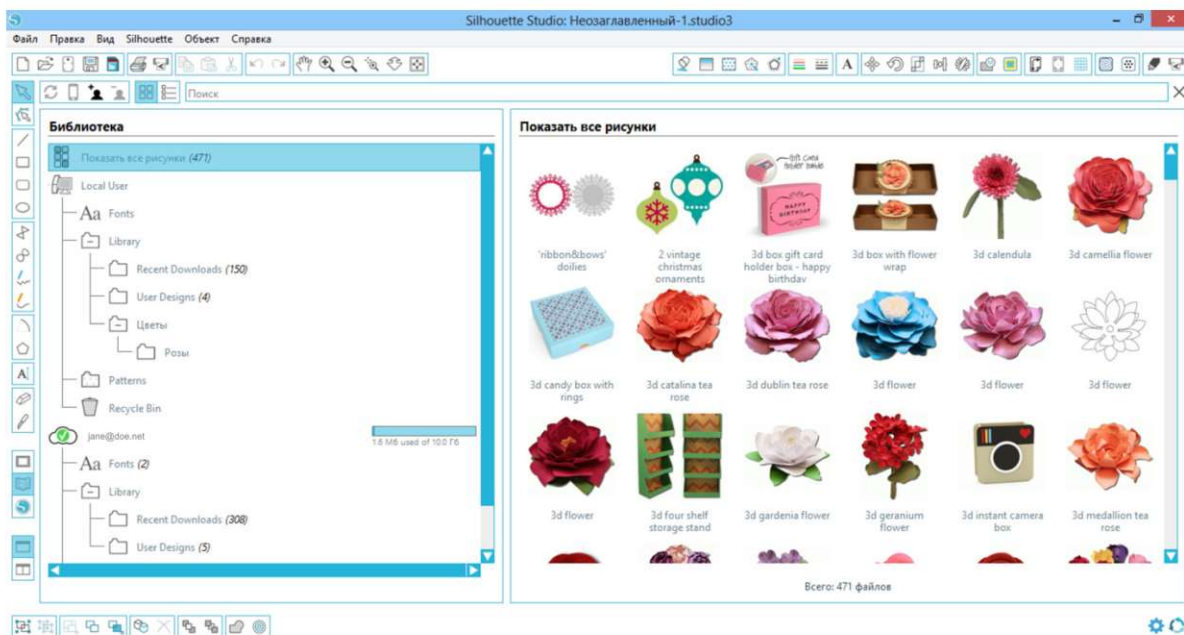 Silhouette Studio: Неозаглавленный-1.studio3
Файл Правка Вид Silhouette Объект Справка
Поиск
Библиотека
Показать все рисунки (471)
Local User
Fonts
Library
Recent Downloads (150)
User Designs (4)
Цветы
Розы
Patterns
Recycle Bin
jane@doe.net
1.6 Мб used of 10.0 Гб
Fonts (2)
Library
Recent Downloads (308)
User Designs (5)
Показать все рисунки
Gift Card
holder inside
HAPPY
BIRTHDAY
'ribbon&bows'
doilies
2 vintage
christmas
ornaments
3d box gift card
holder box - happy
birthday
3d box with flower
wrap
3d calendula
3d camellia flower
3d candy box with
rings
3d catalina tea
rose
3d dublin tea rose
3d flower
3d flower
3d flower
3d flower
3d four shelf
storage stand
3d gardenia flower
3d geranium
flower
3d instant camera
box
3d medallion tea
rose
Всего: 471 файлов